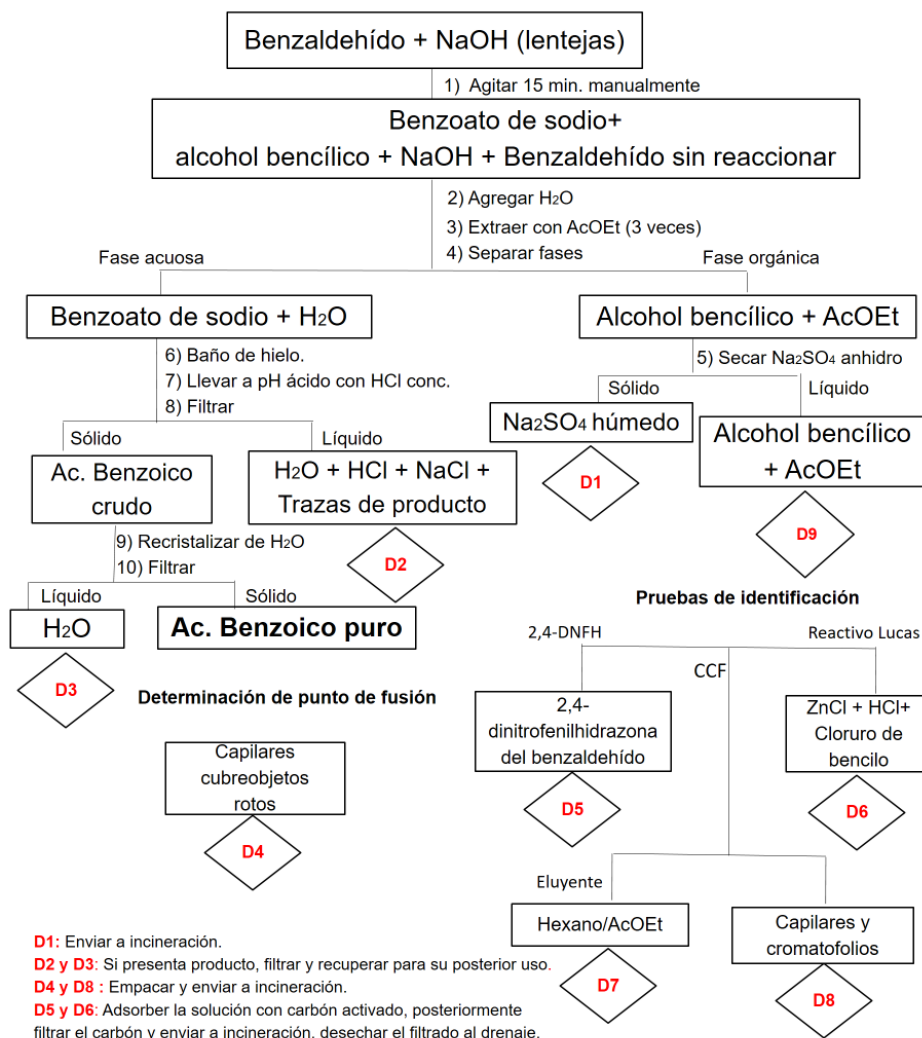 Benzaldehído + NaOH (lentejas)
1) Agitar 15 min. manualmente
Benzoato de sodio+
alcohol bencílico + NaOH + Benzaldehído sin reaccionar
2) Agregar H₂O
3) Extraer con AcOEt (3 veces)
4) Separar fases
Fase acuosa
Fase orgánica
Benzoato de sodio + H₂O
Alcohol bencílico + AcOEt
6) Baño de hielo.
7) Llevar a pH ácido con HCl conc.
8) Filtrar
5) Secar Na₂SO₄ anhidro
Sólido
Líquido
Sólido
Líquido
Ac. Benzoico
crudo
H₂O + HCl + NaCl +
Trazas de producto
Na₂SO₄ húmedo
Alcohol bencílico
+ AcOEt
D1
D2
D9
9) Recristalizar de H₂O
10) Filtrar
Líquido
Sólido
H₂O
Ac. Benzoico puro
D3
Pruebas de identificación
2,4-DNFH
Reactivo Lucas
CCF
Determinación de punto de fusión
Capilares
cubreobjetos
rotos
D4
2,4-
dinitrofenilhidrazona
del benzaldehído
D5
ZnCl + HCl+
Cloruro de
bencilo
D6
Eluyente
Hexano/AcOEt
D7
Capilares y
cromatofolios
D8
D1: Enviar a incineración.
D2 y D3: Si presenta producto, filtrar y recuperar para su posterior uso.
D4 y D8 : Empacar y enviar a incineración.
D5 y D6: Adsorber la solución con carbón activado, posteriormente
filtrar el carbón y enviar a incineración, desechar el filtrado al drenaje.